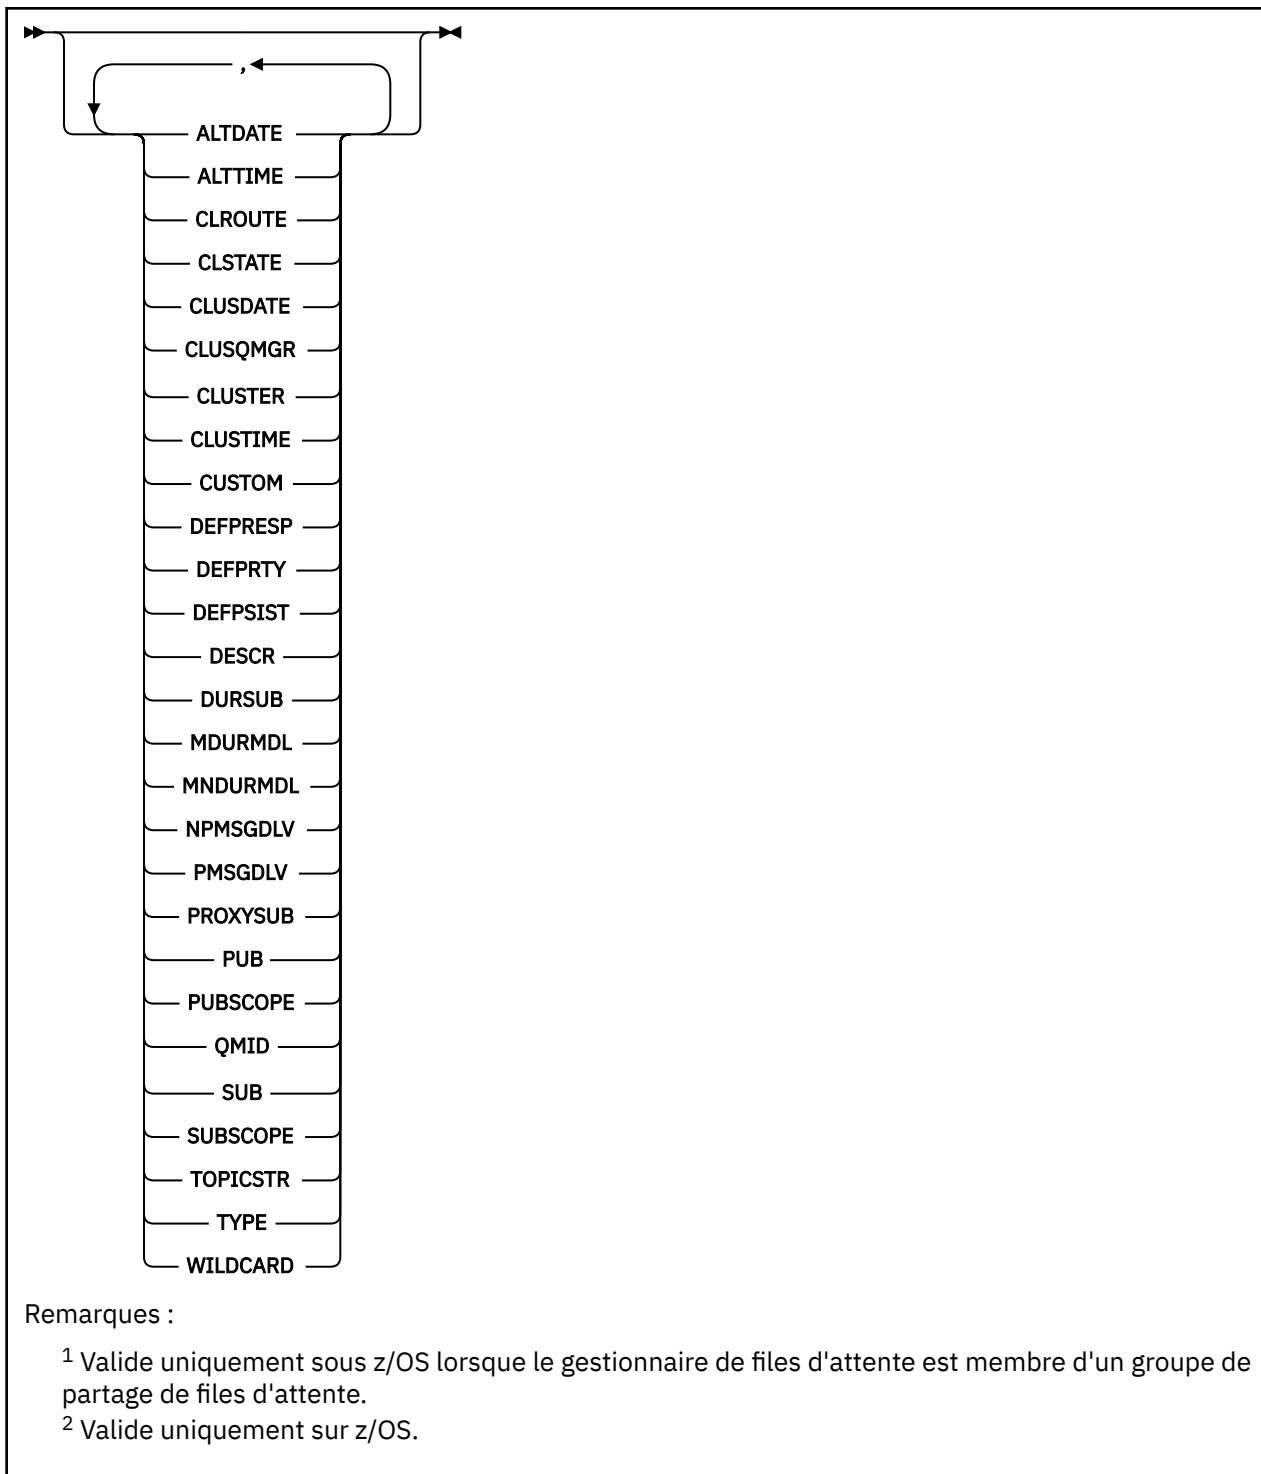 ,
ALTDATE
ALTTIME
CLROUTE
CLSTATE
CLUSDATE
CLUSQMGR
CLUSTER
CLUSTIME
CUSTOM
DEFPRESP
DEFPRTY
DEFPSIST
DESCR
DURSUB
MDURMDL
MNDURMDL
NPMSGDLV
PMSGDLV
PROXYSUB
PUB
PUBSCOPE
QMID
SUB
SUBSCOPE
TOPICSTR
TYPE
WILDCARD
Remarques :
1 Valide uniquement sous z/OS lorsque le gestionnaire de files d'attente est membre d'un groupe de
partage de files d'attente.
2 Valide uniquement sur z/OS.